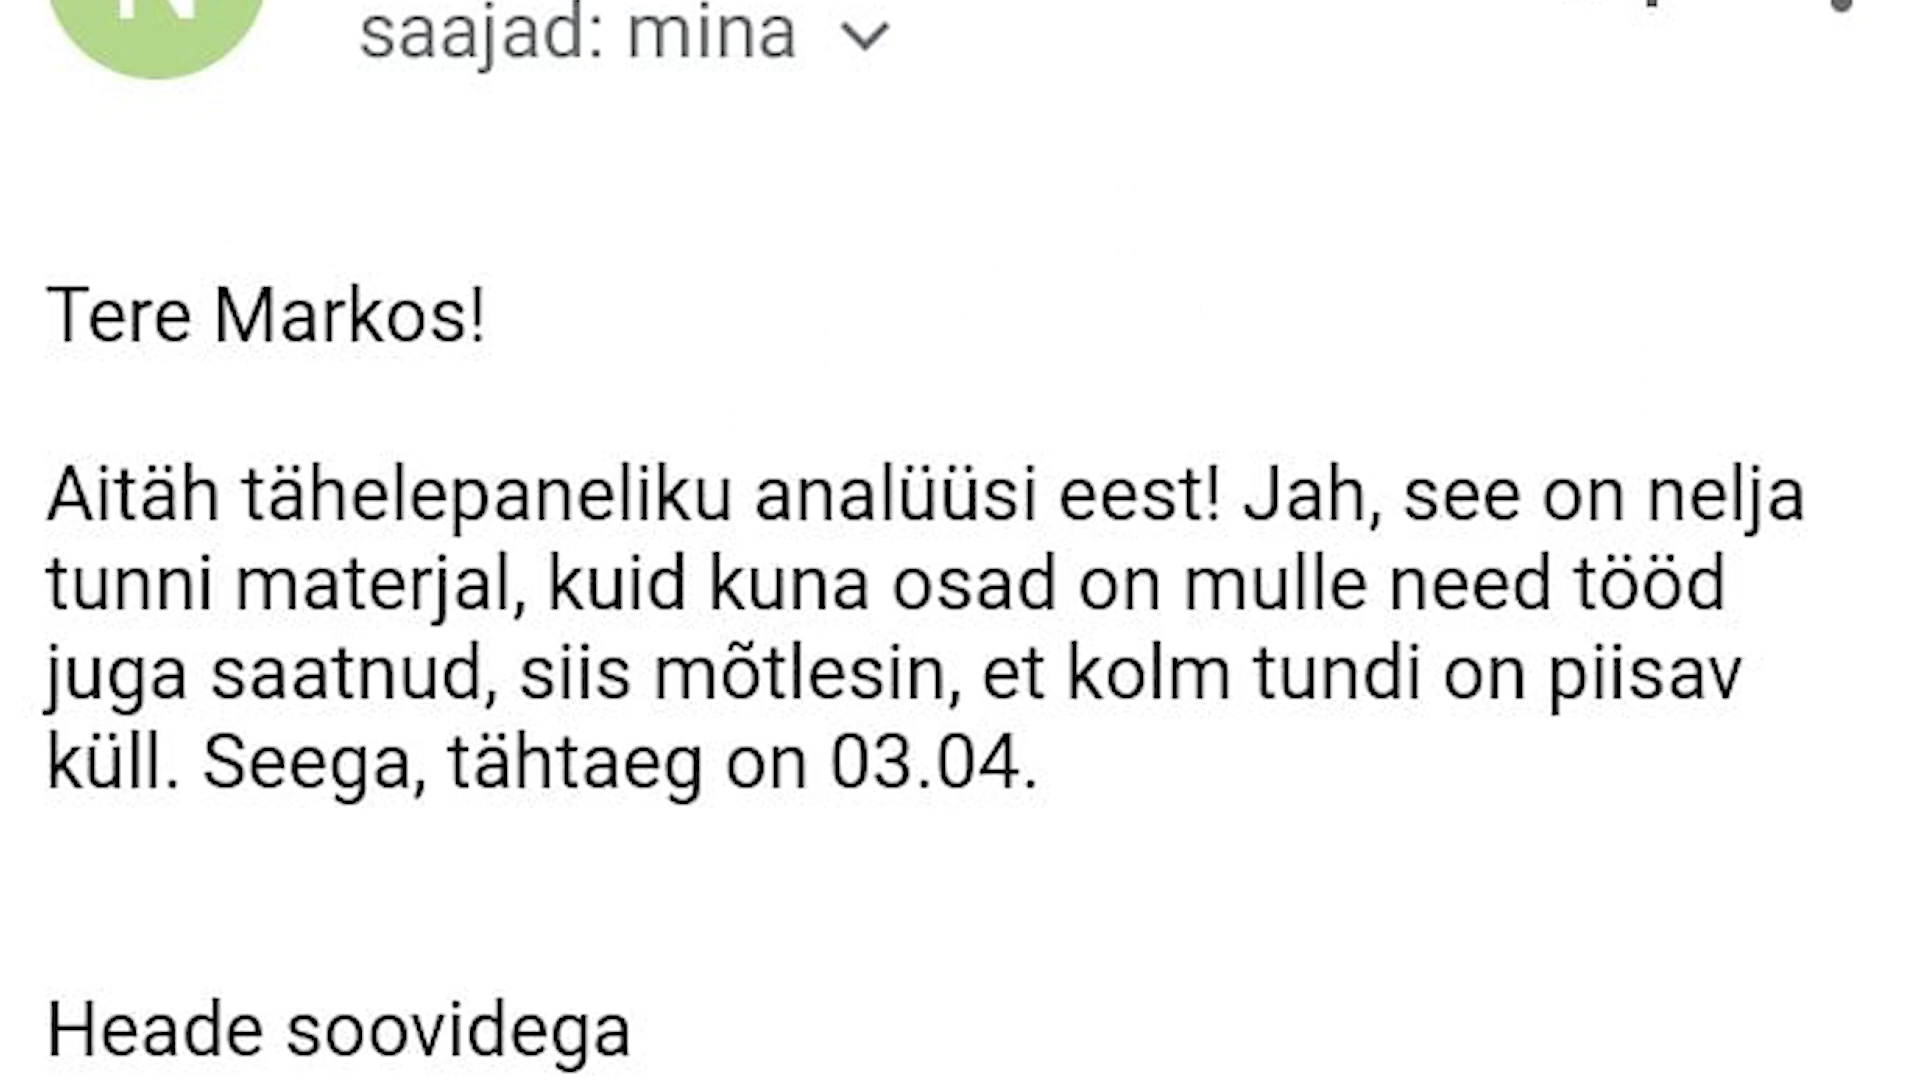 N
saajad: mina
Tere Markos!
Aitäh tähelepaneliku analüüsi eest! Jah, see on nelja
tunni materjal, kuid kuna osad on mulle need tööd
juga saatnud, siis mõtlesin, et kolm tundi on piisav
küll. Seega, tähtaeg on 03.04.
Heade soovidega